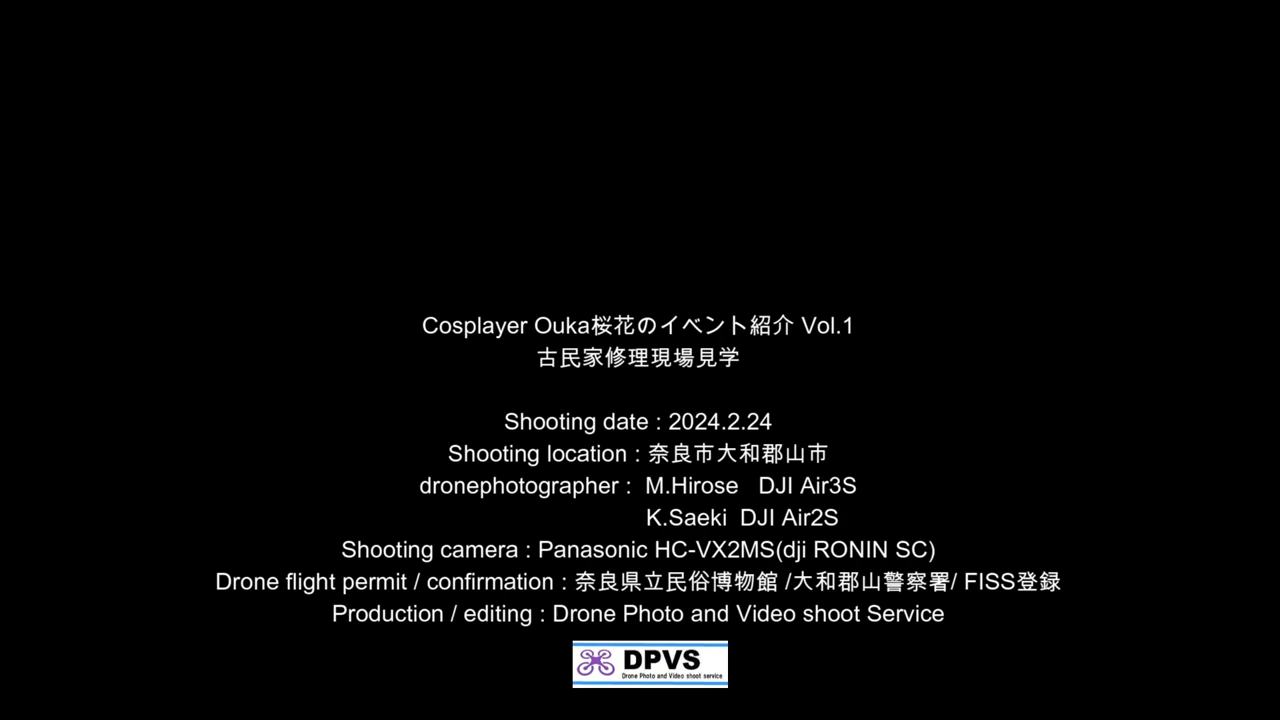 Cosplayer Ouka桜花のイベント紹介 Vol.1
古民家修理現場見学
Shooting date : 2024.2.24
Shooting location : 奈良市大和郡山市
dronephotographer : M.Hirose DJI Air3S
K.Saeki DJI Air2S
Shooting camera : Panasonic HC-VX2MS(dji RONIN SC)
Drone flight permit / confirmation : 奈良県立民俗博物館 /大和郡山警察署/ FISS登録
Production / editing : Drone Photo and Video shoot Service
DPVS
Drone Photo and Video shoot service